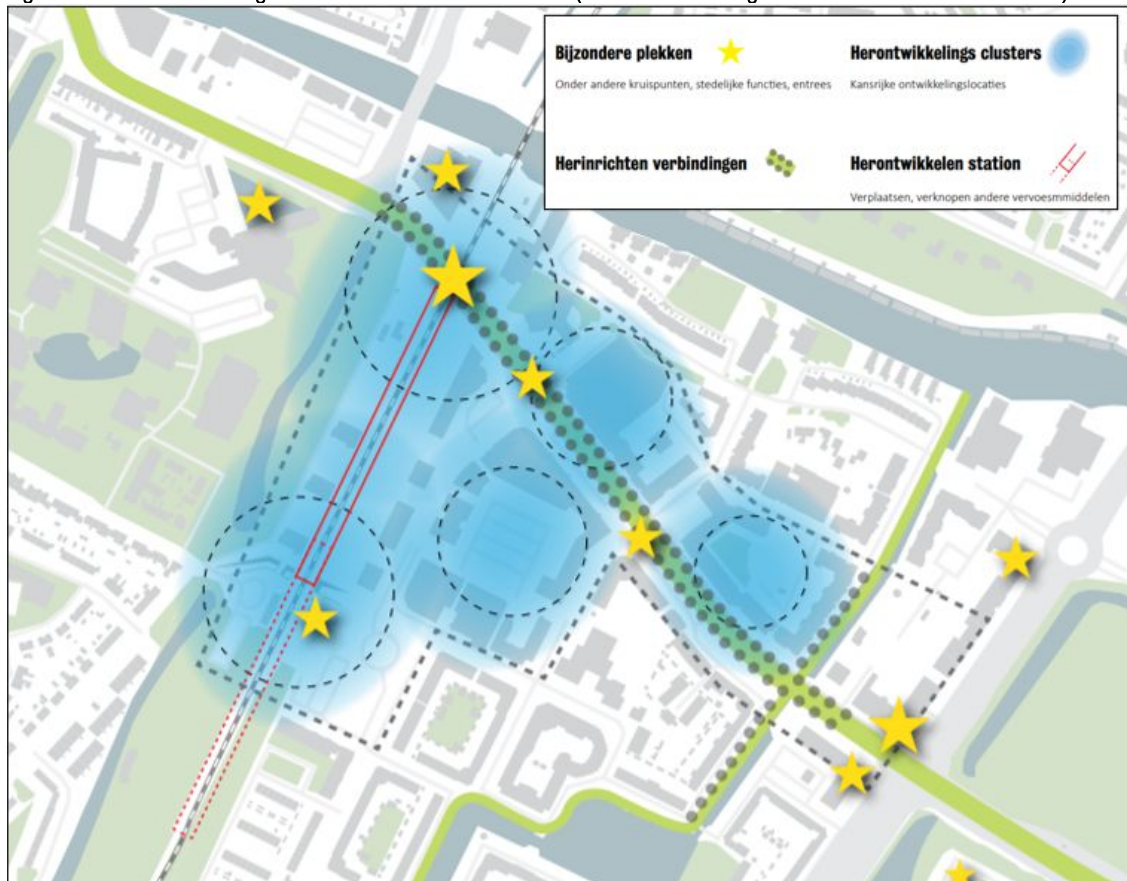 Bijzondere plekken
Onder andere kruispunten, stedelijke functies, entrees
Herontwikkelings clusters
Kansrijke ontwikkelingslocaties
Herinrichten verbindingen
Herontwikkelen station
Verplaatsen, verknopen andere vervoesmmiddelen